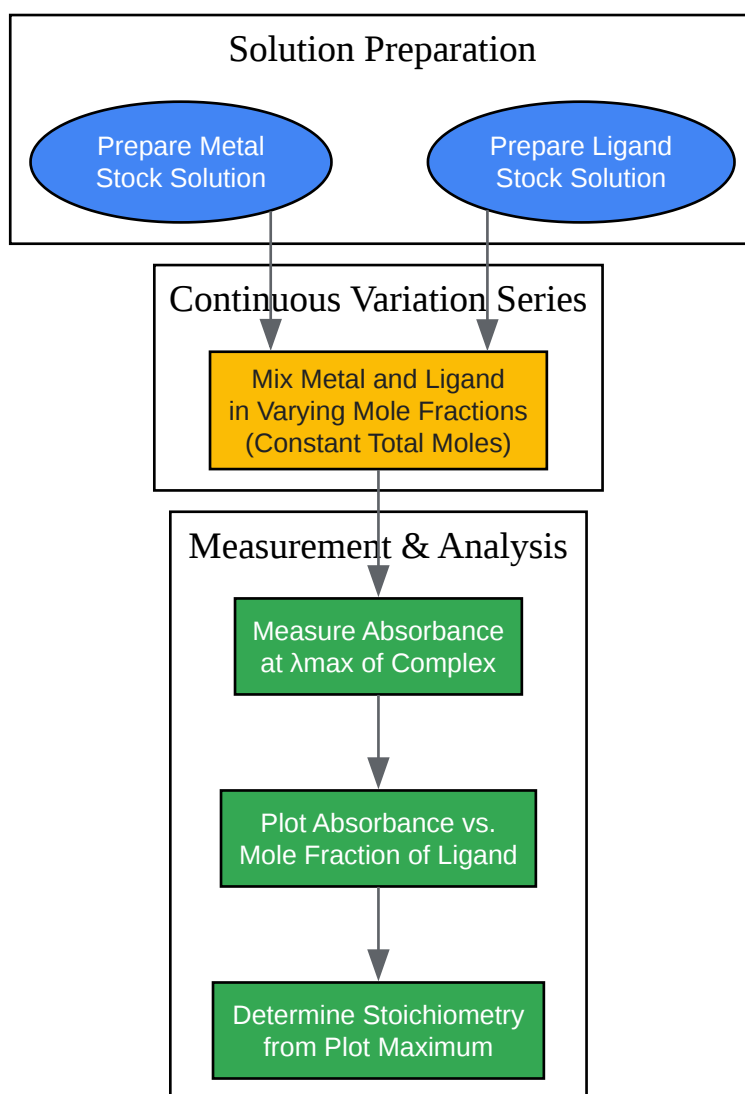 Solution Preparation
Prepare Metal
Stock Solution
Prepare Ligand
Stock Solution
Continuous Variation Series
Mix Metal and Ligand
in Varying Mole Fractions
(Constant Total Moles)
Measurement & Analysis
Measure Absorbance
at λmax of Complex
Plot Absorbance vs.
Mole Fraction of Ligand
Determine Stoichiometry
from Plot Maximum